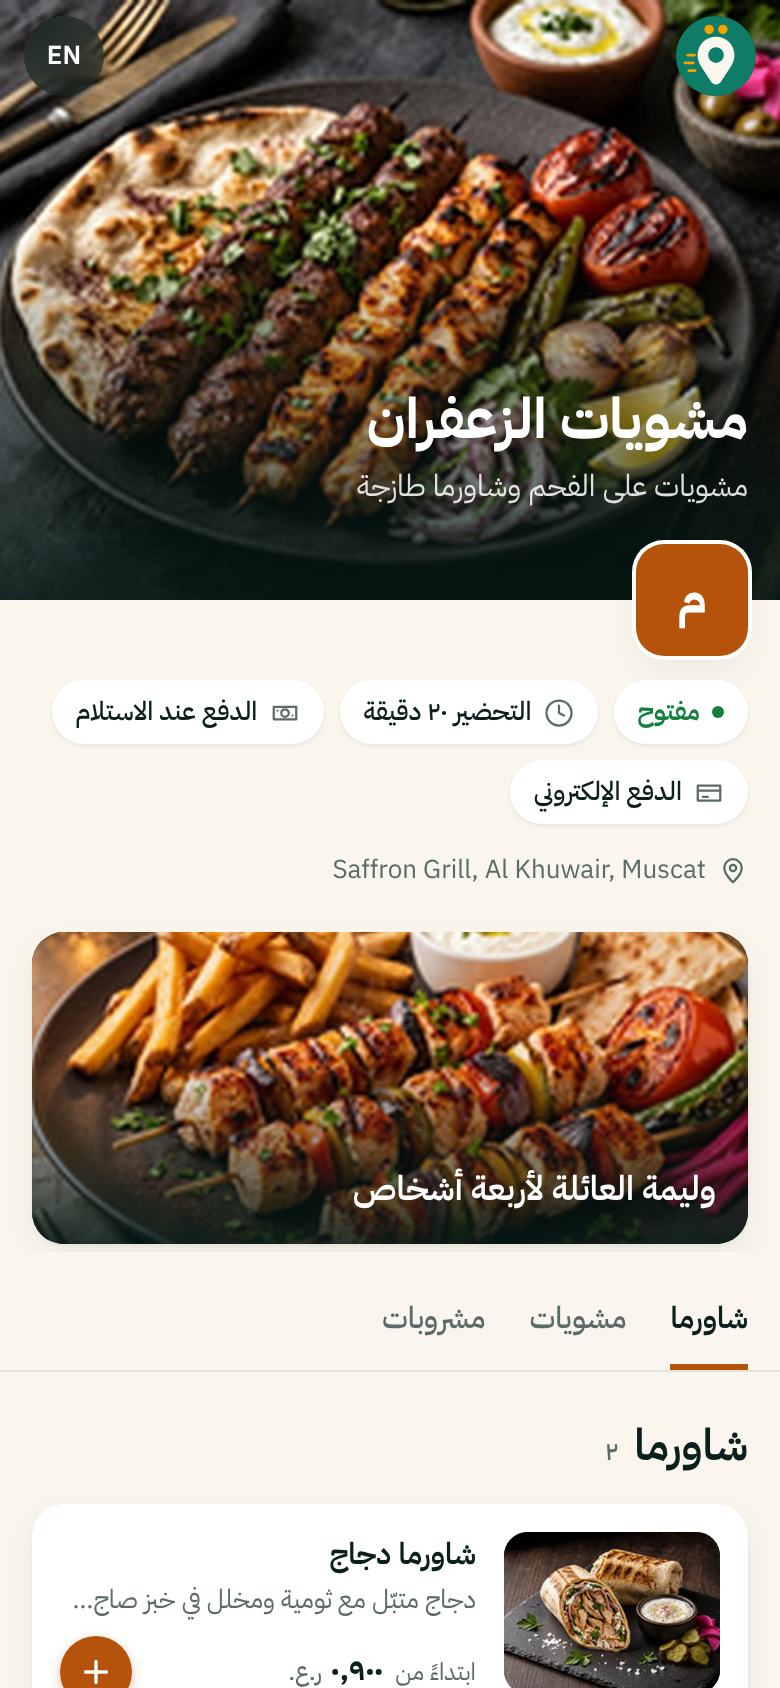 EN
مشويات الزعفران
مشويات على الفحم وشاورما طازجة
م
مفتوح
التحضير ٢٠ دقيقة
الدفع عند الاستلام
الدفع الإلكتروني
Saffron Grill, Al Khuwair, Muscat
وليمة العائلة لأربعة أشخاص
شاورما مشويات مشروبات
شاورما ٢
شاورما دجاج
دجاج متبّل مع ثومية ومخلل في خبز صاج...
ابتداءً من ٠,٩٠٠ ر.ع.